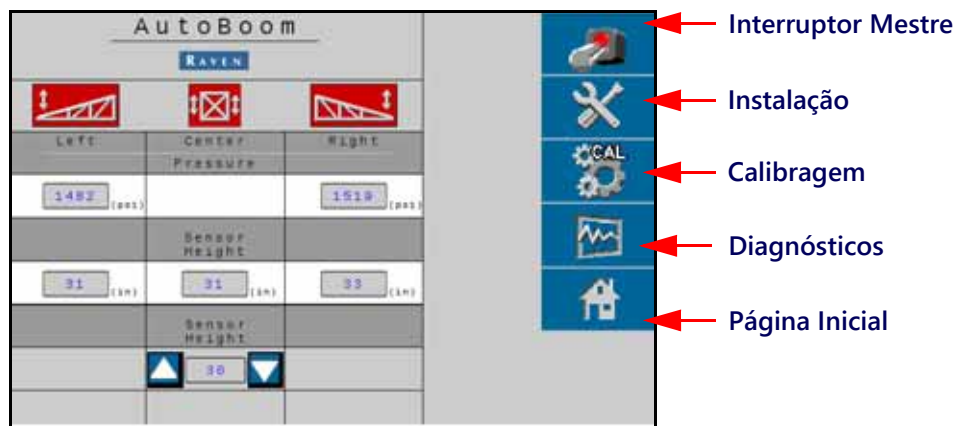 AutoBoom
RAVEN
Left Center Right
Pressure
1482 (psi) 1519 (psi)
Sensor
Height
31 (in) 31 (in) 33 (in)
Sensor
Height
30
CAL
Interruptor Mestre
Instalação
Calibragem
Diagnósticos
Página Inicial